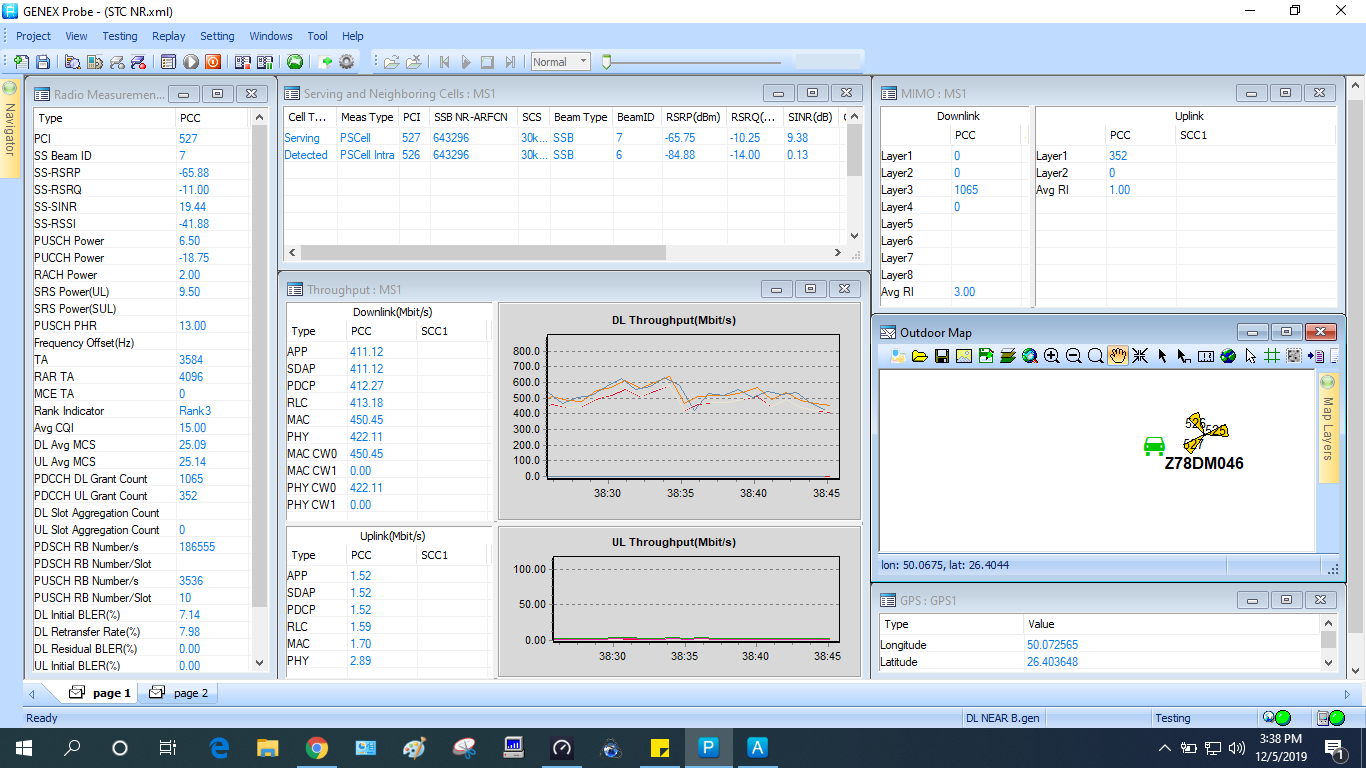 GENEX Probe - (STC NR.xml)
Project View Testing Replay Setting Windows Tool Help
Normal
Navigator
Radio Measuremen...
Type PCC
PCI 527
SS Beam ID 7
SS-RSRP -65.88
SS-RSRQ -11.00
SS-SINR 19.44
SS-RSSI -41.88
PUSCH Power 6.50
PUCCH Power -18.75
RACH Power 2.00
SRS Power(UL) 9.50
SRS Power(SUL)
PUSCH PHR 13.00
Frequency Offset(Hz)
TA 3584
RAR TA 4096
MCE TA 0
Rank Indicator Rank3
Avg CQI 15.00
DL Avg MCS 25.09
UL Avg MCS 25.14
PDCCH DL Grant Count 1065
PDCCH UL Grant Count 352
DL Slot Aggregation Count
UL Slot Aggregation Count 0
PDSCH RB Number/s 186555
PDSCH RB Number/Slot
PUSCH RB Number/s 3536
PUSCH RB Number/Slot 10
DL Initial BLER(%) 7.14
DL Retransfer Rate(%) 7.98
DL Residual BLER(%) 0.00
UL Initial BLER(%) 0.00
Serving and Neighboring Cells : MS1
Cell T... Meas Type PCI SSB NR-ARFCN SCS Beam Type BeamID RSRP(dBm) RSRQ(... SINR(dB)
Serving PSCell 527 643296 30k... SSB 7 -65.75 -10.25 9.38
Detected PSCell Intra 526 643296 30k... SSB 6 -84.88 -14.00 0.13
Throughput : MS1
Downlink(Mbit/s)
Type PCC SCC1
APP 411.12
SDAP 411.12
PDCP 412.27
RLC 413.18
MAC 450.45
PHY 422.11
MAC CW0 450.45
MAC CW1 0.00
PHY CW0 422.11
PHY CW1 0.00
DL Throughput(Mbit/s)
800.0
700.0
600.0
500.0
400.0
300.0
200.0
100.0
0.0
38:30 38:35 38:40 38:45
Uplink(Mbit/s)
Type PCC SCC1
APP 1.52
SDAP 1.52
PDCP 1.52
RLC 1.59
MAC 1.70
PHY 2.89
UL Throughput(Mbit/s)
100.00
50.00
0.00
38:30 38:35 38:40 38:45
MIMO : MS1
Downlink
PCC
Layer1 0
Layer2 0
Layer3 1065
Layer4 0
Layer5
Layer6
Layer7
Layer8
Avg RI 3.00
Uplink
PCC SCC1
Layer1 352
Layer2 0
Avg RI 1.00
Outdoor Map
526
525
527
Z78DM046
Map Layers
lon: 50.0675, lat: 26.4044
GPS : GPS1
Type Value
Longitude 50.072565
Latitude 26.403648
page 1 page 2
Ready DL NEAR B.gen Testing
3:38 PM
12/5/2019
1